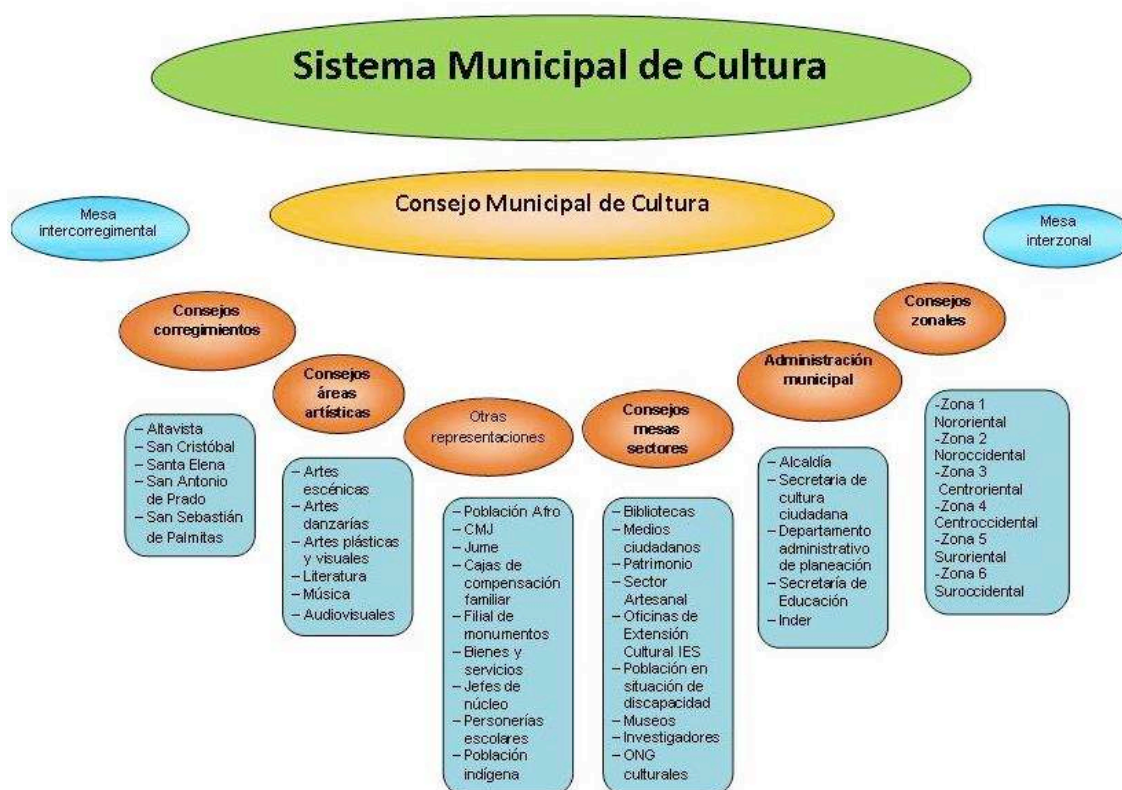 Sistema Municipal de Cultura
Consejo Municipal de Cultura
Mesa
intercorregimental
Mesa
interzonal
Consejos
corregimientos
– Altavista
– San Cristóbal
– Santa Elena
– San Antonio
de Prado
– San Sebastián
de Palmitas
Consejos
áreas
artísticas
– Artes
escénicas
– Artes
danzarías
– Artes plásticas
y visuales
– Literatura
– Música
– Audiovisuales
Otras
representaciones
– Población Afro
– CMJ
– Jume
– Cajas de
compensación
familiar
– Filial de
monumentos
– Bienes y
servicios
– Jefes de
núcleo
– Personerías
escolares
– Población
indígena
Consejos
mesas
sectores
– Bibliotecas
– Medios
ciudadanos
– Patrimonio
– Sector
Artesanal
– Oficinas de
Extensión
Cultural IES
– Población en
situación de
discapacidad
– Museos
– Investigadores
– ONG
culturales
Administración
municipal
– Alcaldía
– Secretaria de
cultura
ciudadana
– Departamento
administrativo
de planeación
– Secretaría de
Educación
– Inder
Consejos
zonales
-Zona 1
Nororiental
-Zona 2
Noroccidental
-Zona 3
Centroriental
-Zona 4
Centroccidental
-Zona 5
Suroriental
-Zona 6
Suroccidental